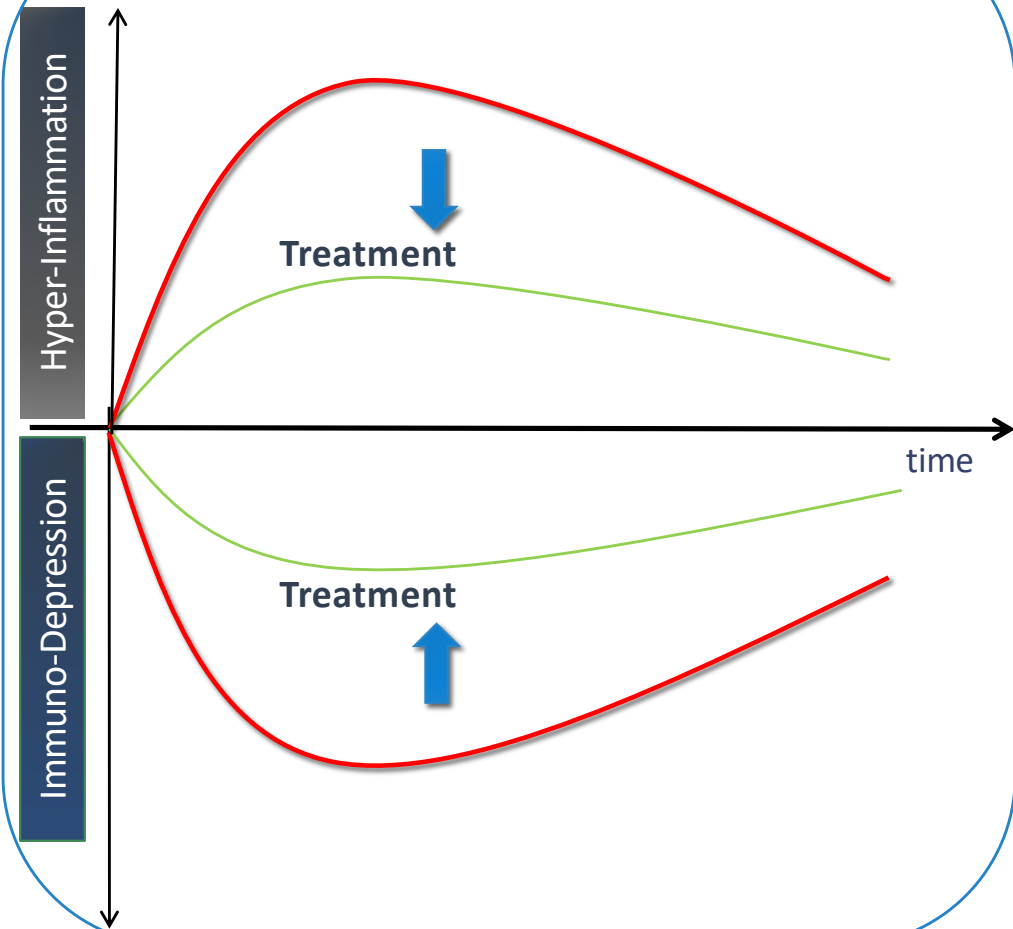 Hyper-Inflammation
Treatment
time
Immuno-Depression
Treatment